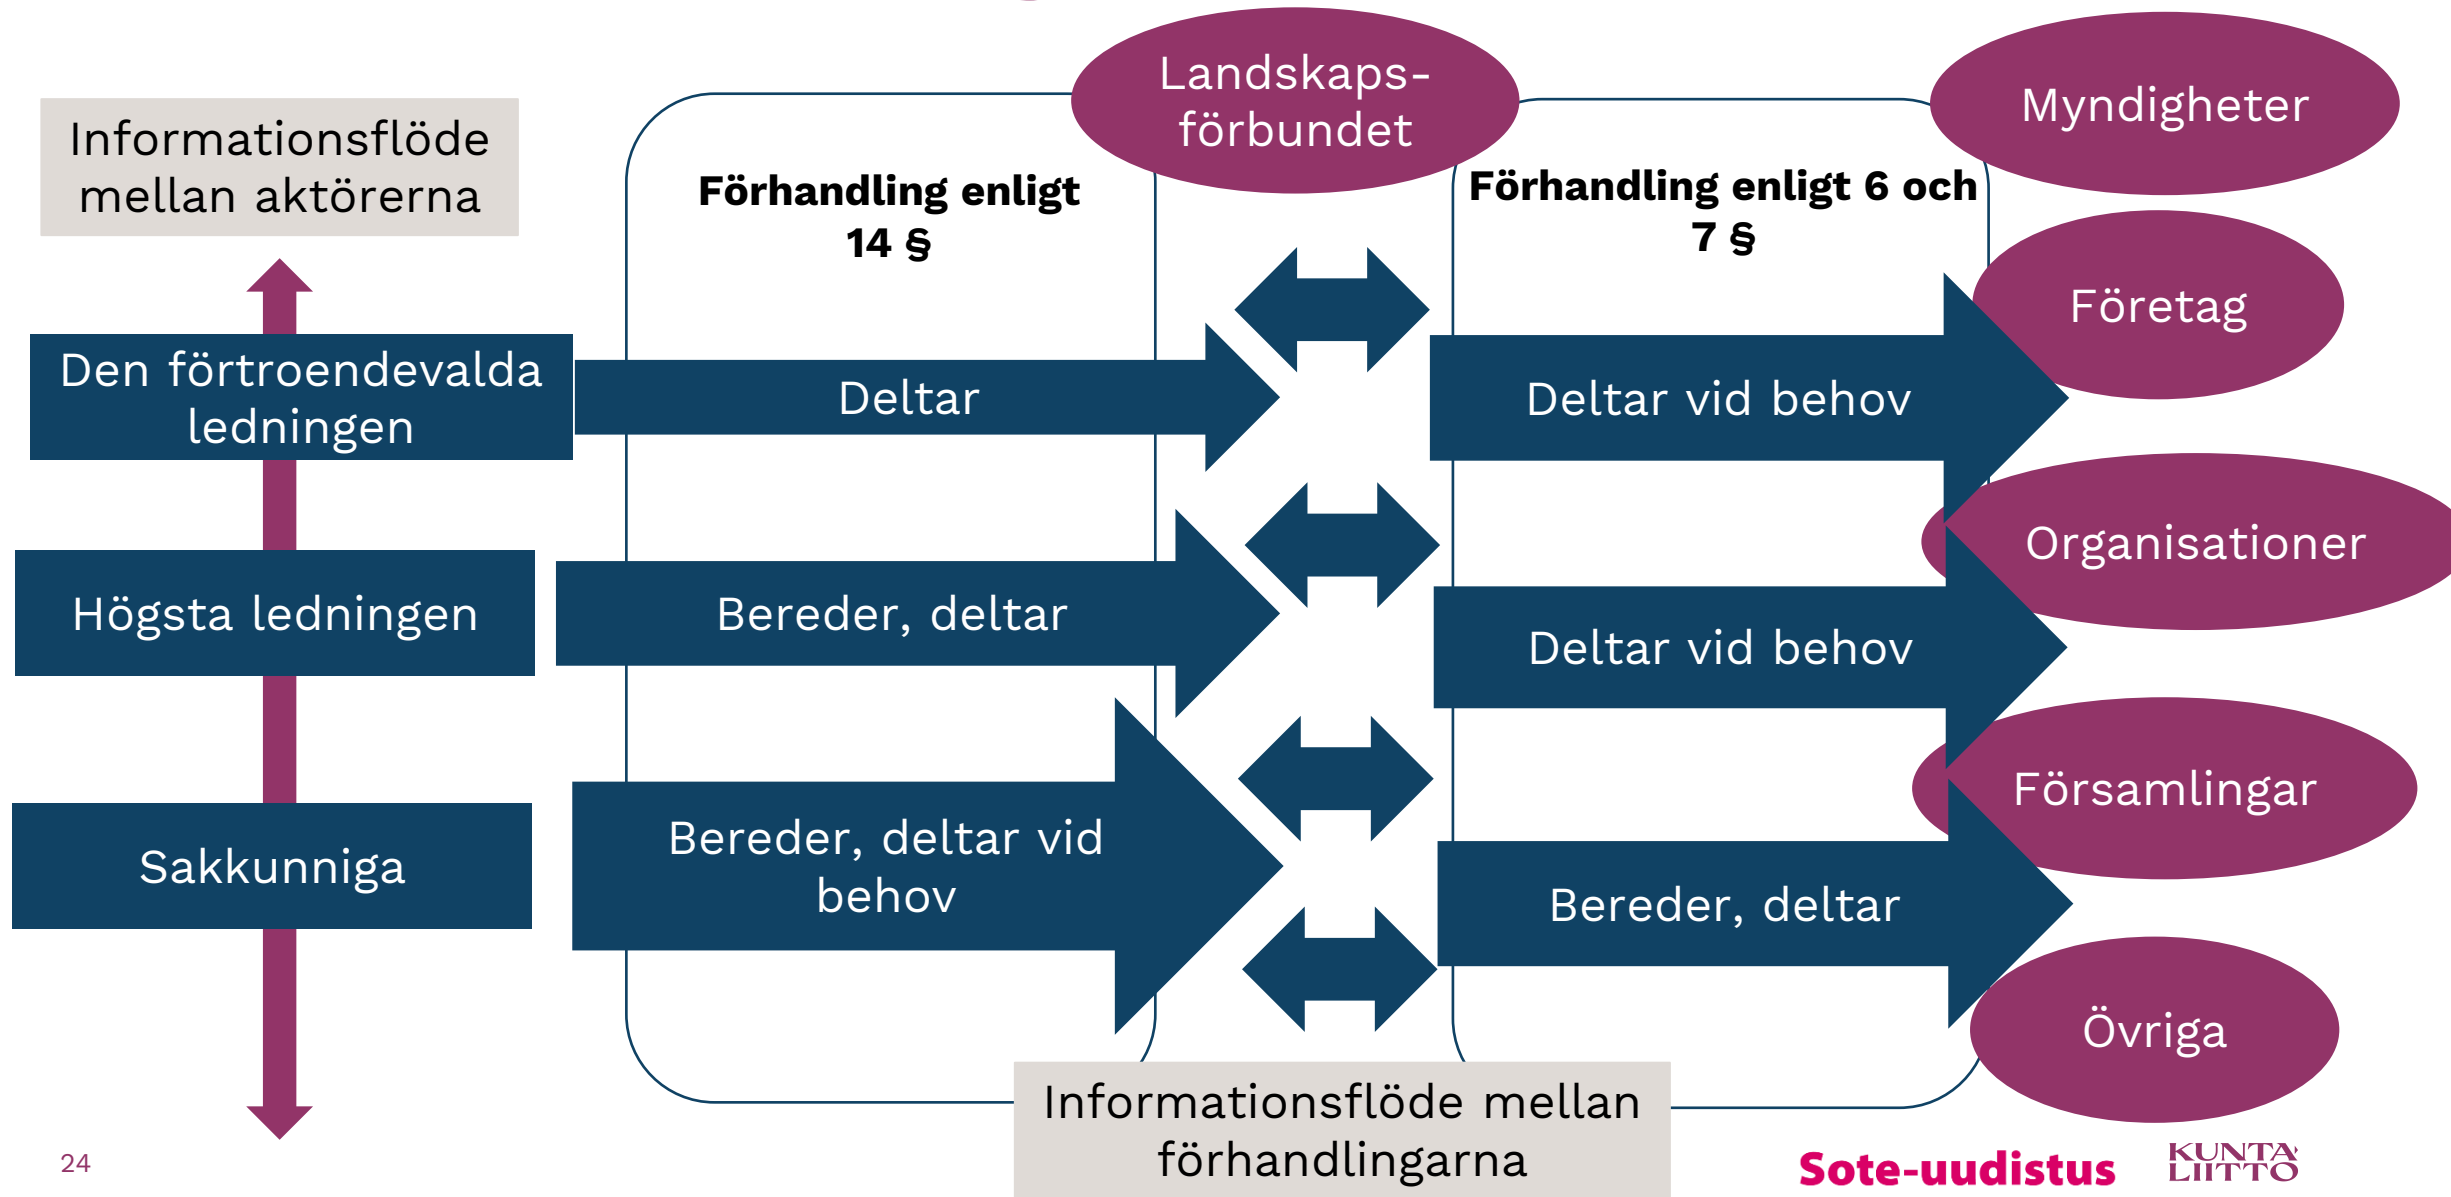 Landskaps-
förbundet
Myndigheter
Informationsflöde
mellan aktörerna
Förhandling enligt
14 §
Förhandling enligt 6 och
7 §
Företag
Den förtroendevalda
ledningen
Deltar
Deltar vid behov
Organisationer
Högsta ledningen
Bereder, deltar
Deltar vid behov
Församlingar
Sakkunniga
Bereder, deltar vid
behov
Bereder, deltar
Övriga
Informationsflöde mellan
förhandlingarna
24
Sote-uudistus
KUNTA
LIITTO